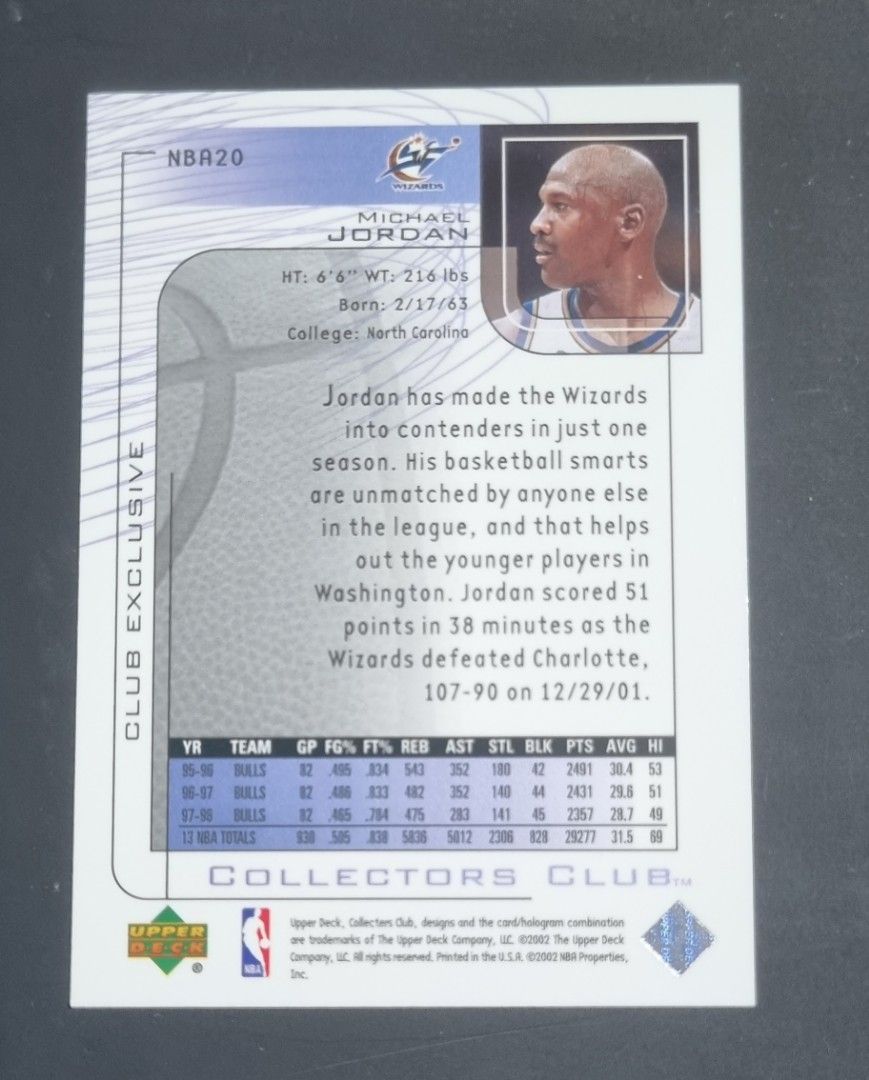 NBA20
WIZARDS
MICHAEL
JORDAN
HT: 6'6" WT: 216 lbs
Born: 2/17/63
College: North Carolina
Jordan has made the Wizards
into contenders in just one
season. His basketball smarts
are unmatched by anyone else
in the league, and that helps
out the younger players in
Washington. Jordan scored 51
points in 38 minutes as the
Wizards defeated Charlotte,
107-90 on 12/29/01.
CLUB EXCLUSIVE
YR TEAM GP FG% FT% REB AST STL BLK PTS AVG HI
95-96 BULLS 82 .495 .834 543 352 180 42 2491 30.4 53
96-97 BULLS 82 .486 .833 482 352 140 44 2431 29.6 51
97-98 BULLS 82 .465 .784 475 283 141 45 2357 28.7 49
13 NBA TOTALS 930 .505 .838 5836 5012 2306 828 29277 31.5 69
COLLECTORS CLUB™
UPPER
DECK®
NBA
Upper Deck, Collecters Club, designs and the card/hologram combination
are trademarks of The Upper Deck Company, LLC. ©2002 The Upper Deck
Company, LLC. All rights reserved. Printed in the U.S.A. ©2002 NBA Properties,
Inc.